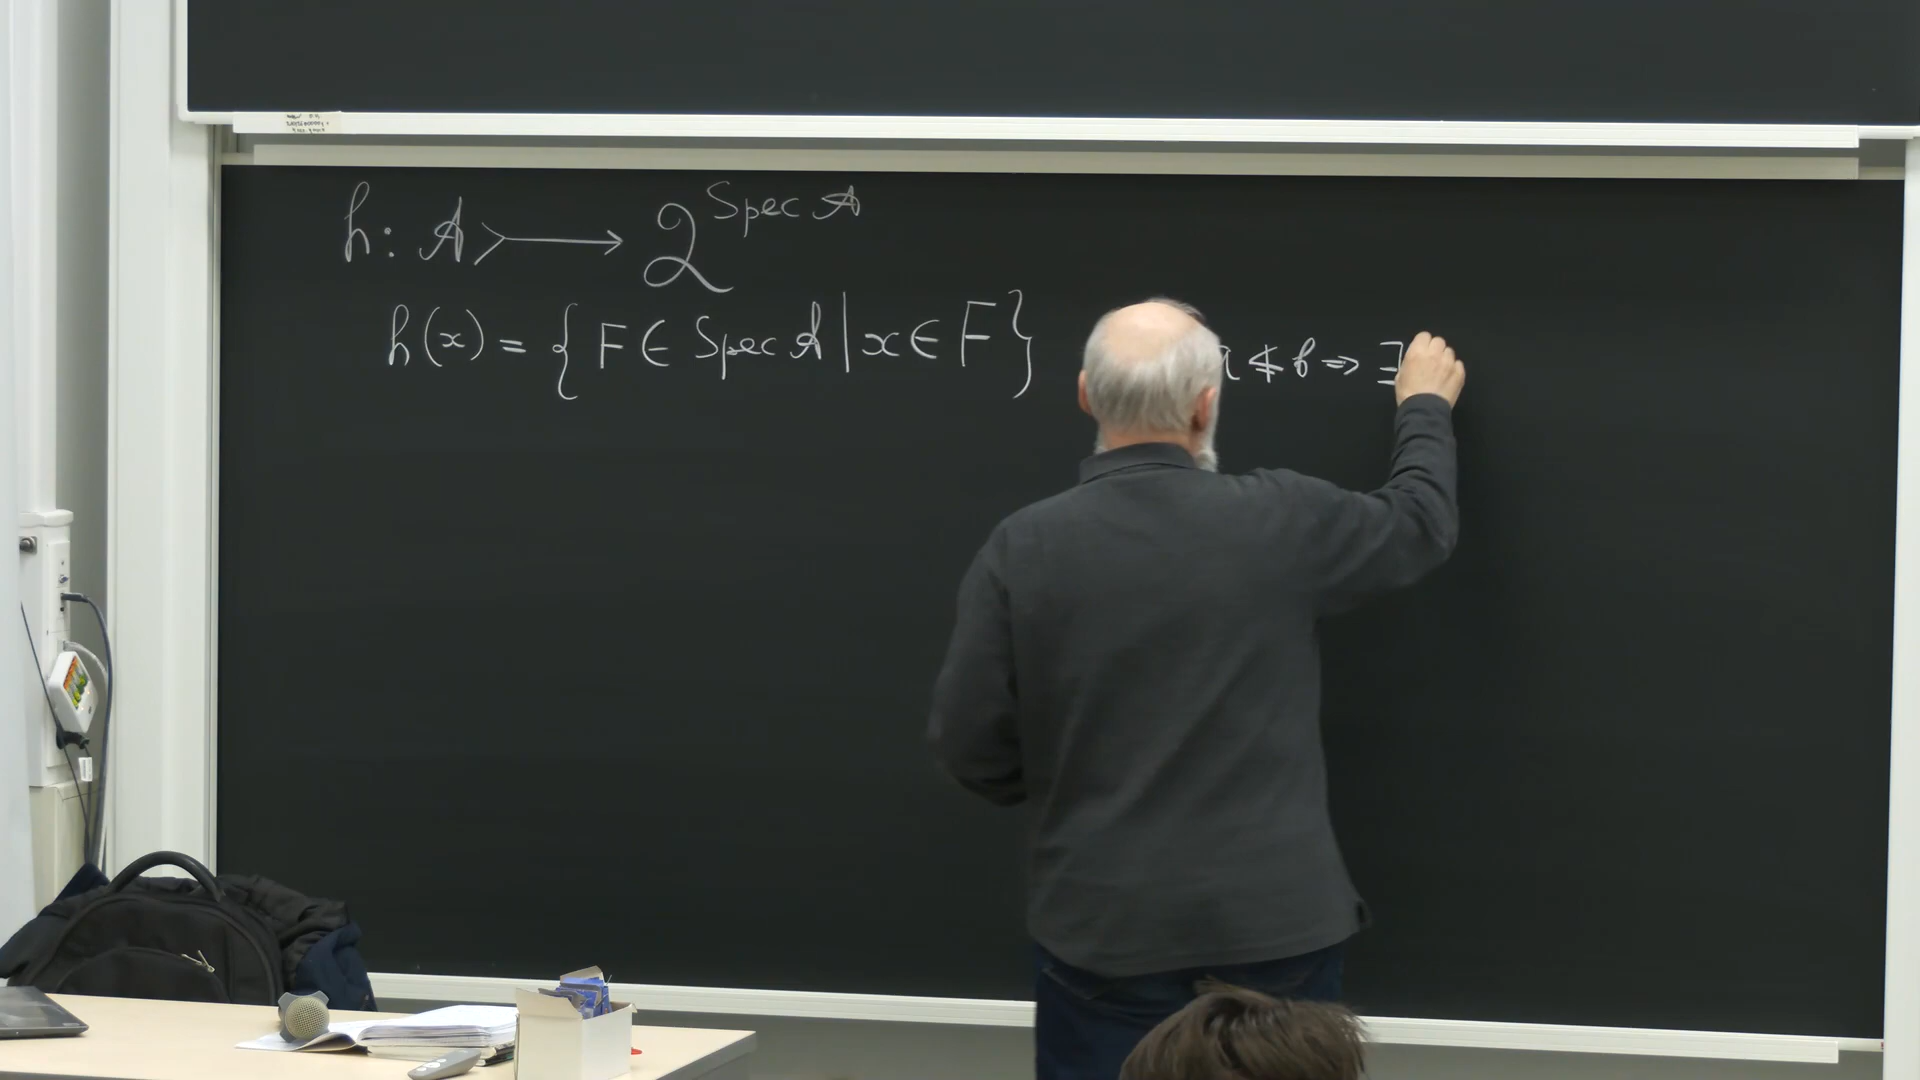 h: A ↣ 2^{Spec A}
h(x) = { F ∈ Spec A | x ∈ F } a ≰ b ⇒ ∃